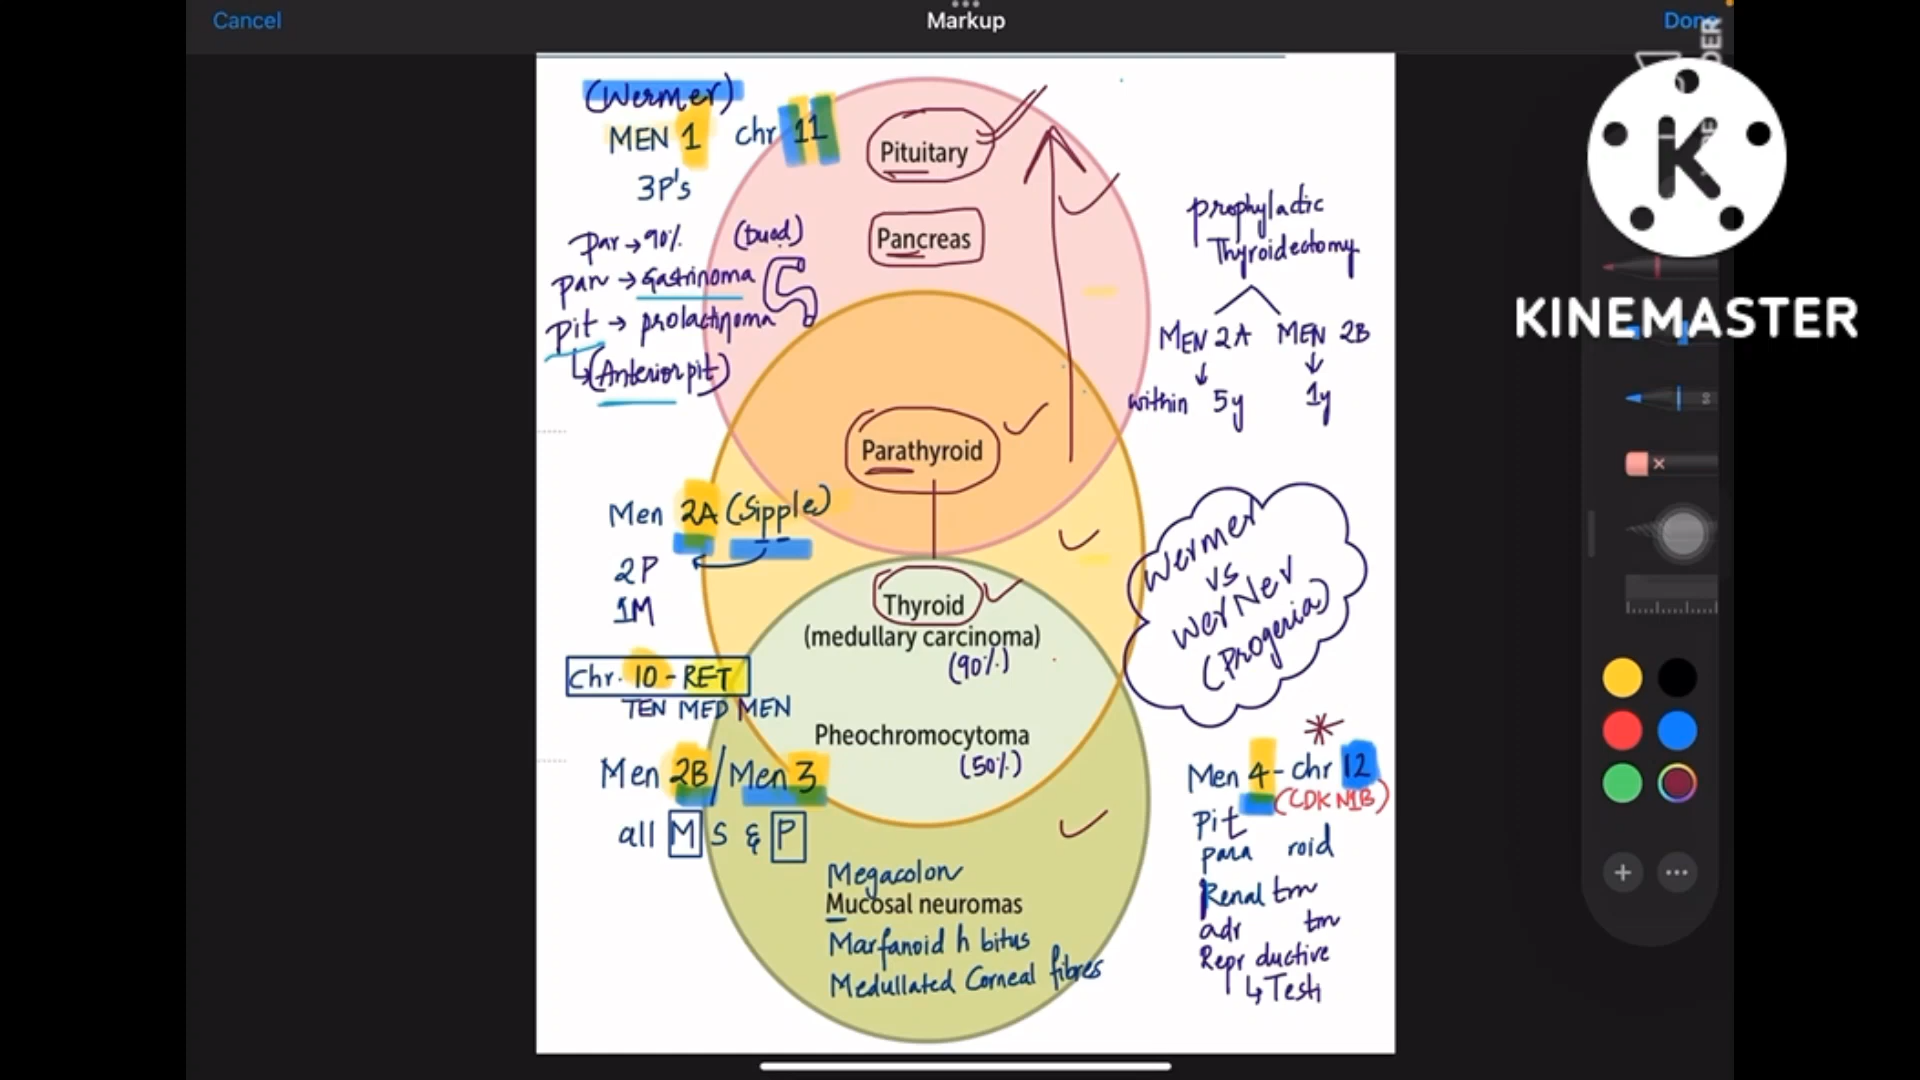 Cancel
Markup
Done
(Wermer)
MEN 1 chr 11
3P's
Par → 90%
(Duod)
pan → Gastrinoma
pit → prolactinoma
↳(Anterior pit)
Pituitary
Pancreas
Parathyroid
Thyroid
(medullary carcinoma)
(90%)
Pheochromocytoma
(50%)
Megacolon
Mucosal neuromas
Marfanoid h bitus
Medullated Corneal fibres
Men 2A (Sipple)
2P
1M
Chr. 10 - RET
TEN MED MEN
Men 2B/Men 3
all M S & P
prophylactic
Thyroidectomy
MEN 2A MEN 2B
within 5y 1y
Wermer
vs
werNer
(Progeria)
Men 4 - chr 12
(CDKN1B)
Pit
para roid
Renal tm
adr tm
Repr ductive
↳ Testi
KINEMASTER